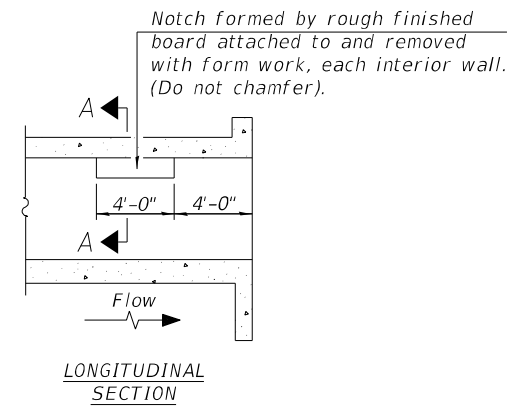 Notch formed by rough finished
board attached to and removed
with form work, each interior wall.
(Do not chamfer).
A
4'-0" 4'-0"
A
Flow
LONGITUDINAL
SECTION